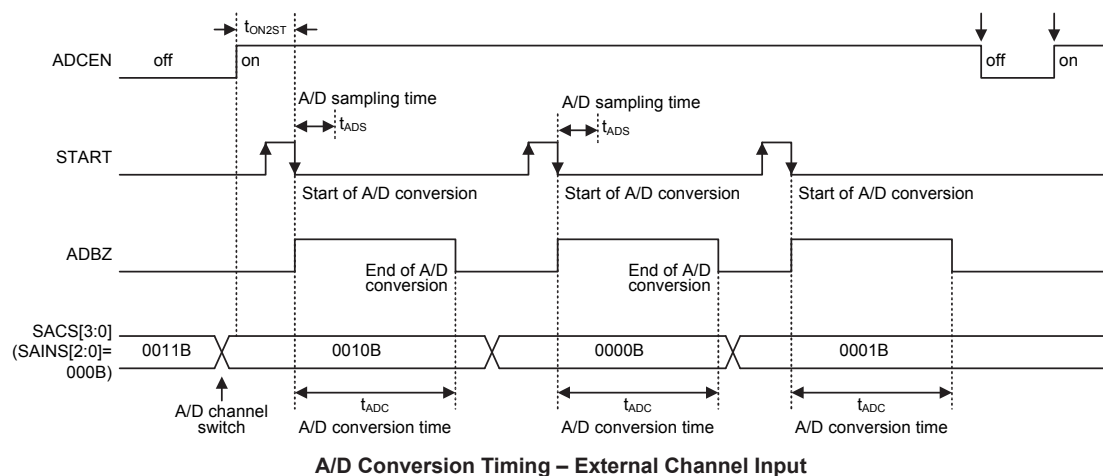 tON2ST
ADCEN
off
on
off
on
A/D sampling time
A/D sampling time
tADS
tADS
START
Start of A/D conversion
Start of A/D conversion
Start of A/D conversion
ADBZ
End of A/D
conversion
End of A/D
conversion
SACS[3:0]
(SAINS[2:0]=
000B)
0011B
0010B
0000B
0001B
A/D channel
switch
tADC
A/D conversion time
tADC
A/D conversion time
tADC
A/D conversion time
A/D Conversion Timing – External Channel Input